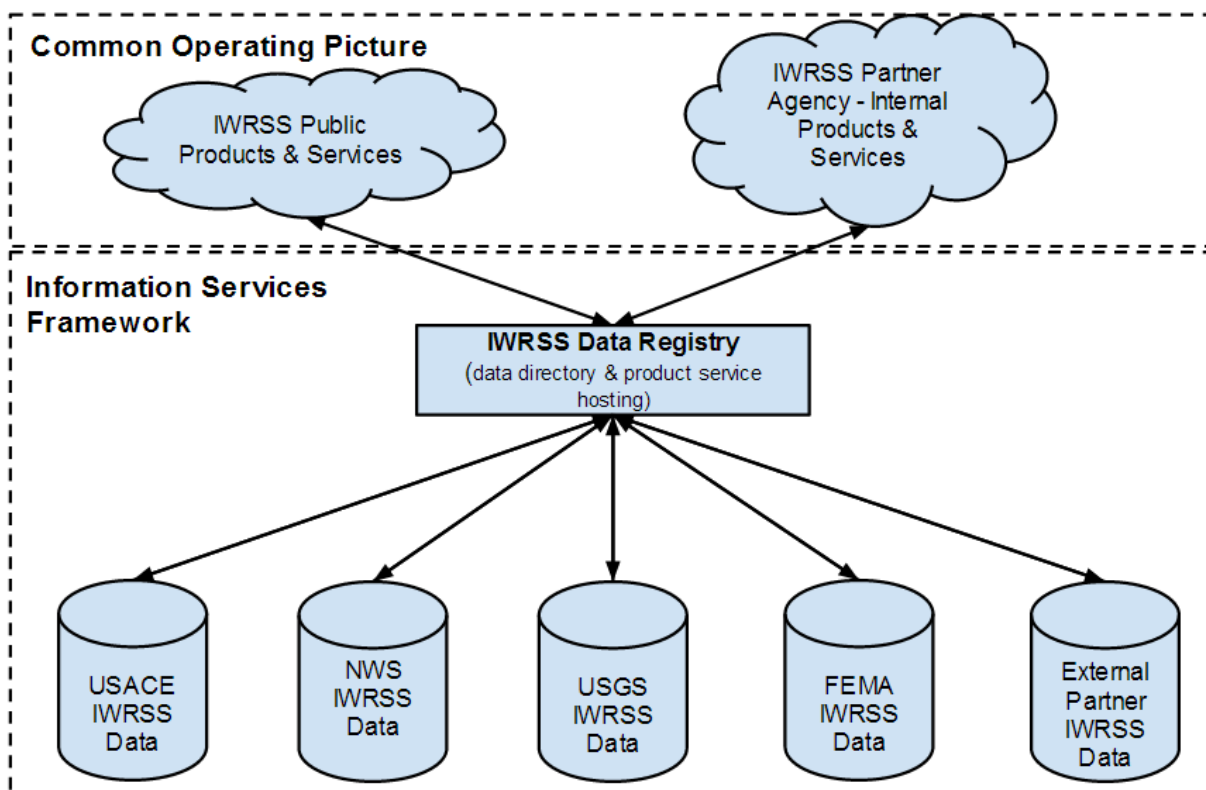 Common Operating Picture
IWRSS Public
Products & Services
IWRSS Partner
Agency - Internal
Products &
Services
Information Services
Framework
IWRSS Data Registry
(data directory & product service
hosting)
USACE
IWRSS
Data
NWS
IWRSS
Data
USGS
IWRSS
Data
FEMA
IWRSS
Data
External
Partner
IWRSS
Data